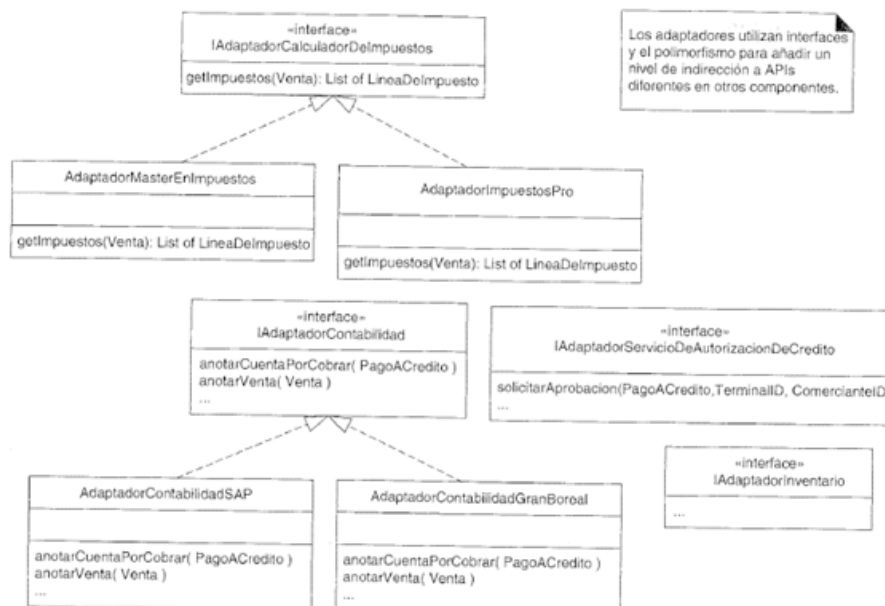 «interface»
IAdaptadorCalculadorDeImpuestos
getImpuestos(Venta): List of LineaDeImpuesto
Los adaptadores utilizan interfaces
y el polimorfismo para añadir un
nivel de indirección a APIs
diferentes en otros componentes.
AdaptadorMasterEnImpuestos
getImpuestos(Venta): List of LineaDeImpuesto
AdaptadorImpuestosPro
getImpuestos(Venta): List of LineaDeImpuesto
«interface»
IAdaptadorContabilidad
anotarCuentaPorCobrar( PagoACredito )
anotarVenta( Venta )
...
«interface»
IAdaptadorServicioDeAutorizacionDeCredito
solicitarAprobacion(PagoACredito,TerminalID, ComercianteID
...
«interface»
IAdaptadorInventario
...
AdaptadorContabilidadSAP
anotarCuentaPorCobrar( PagoACredito )
anotarVenta( Venta )
...
AdaptadorContabilidadGranBoreal
anotarCuentaPorCobrar( PagoACredito )
anotarVenta( Venta )
...